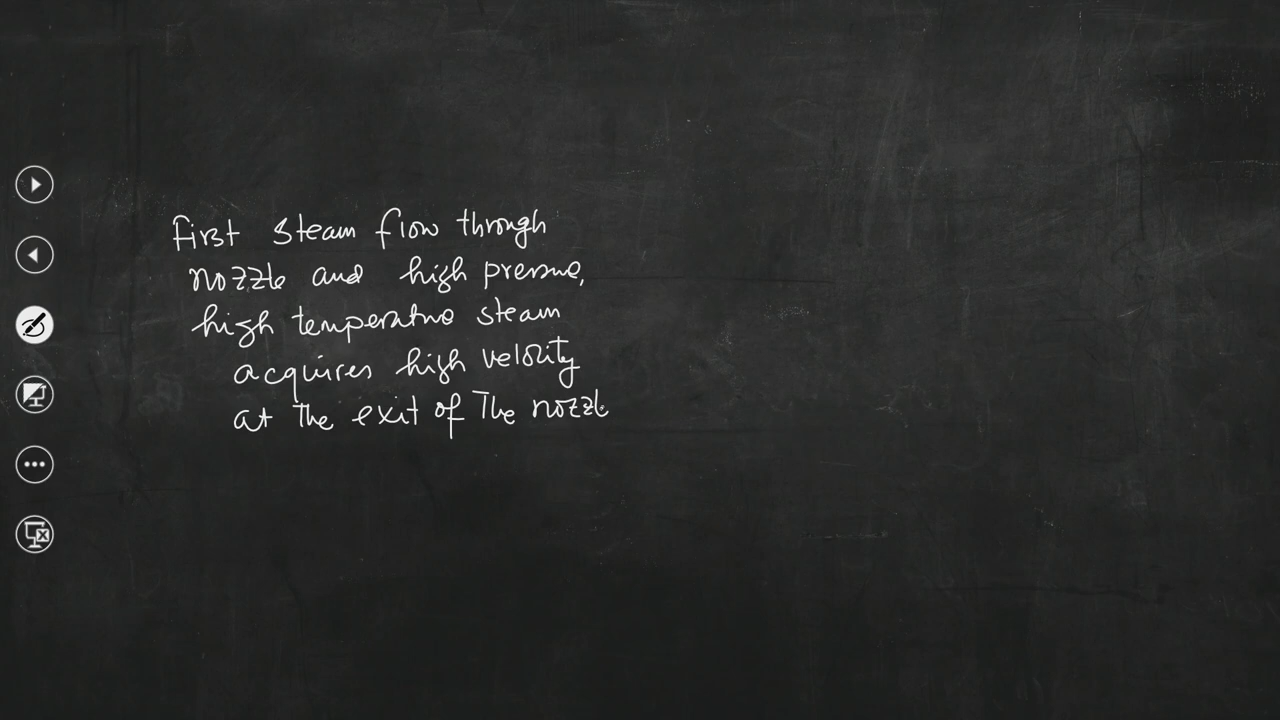 First steam flow through
nozzle and high pressure,
high temperature steam
acquires high velocity
at the exit of The nozzle